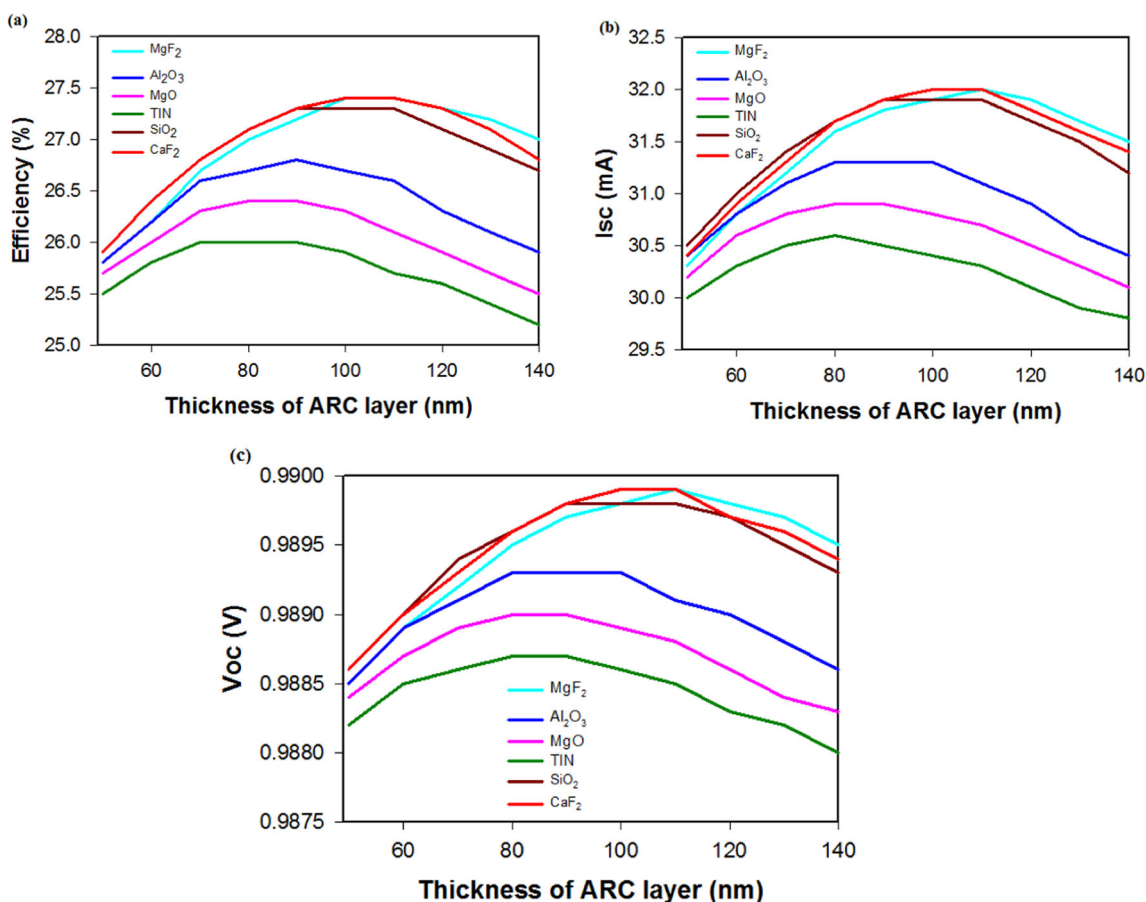 (a)
28.0
27.5
27.0
26.5
26.0
25.5
25.0
Efficiency (%)
MgF₂
Al₂O₃
MgO
TIN
SiO₂
CaF₂
60 80 100 120 140
Thickness of ARC layer (nm)
(b)
32.5
32.0
31.5
31.0
30.5
30.0
29.5
Isc (mA)
MgF₂
Al₂O₃
MgO
TIN
SiO₂
CaF₂
60 80 100 120 140
Thickness of ARC layer (nm)
(c)
0.9900
0.9895
0.9890
0.9885
0.9880
0.9875
Voc (V)
MgF₂
Al₂O₃
MgO
TIN
SiO₂
CaF₂
60 80 100 120 140
Thickness of ARC layer (nm)